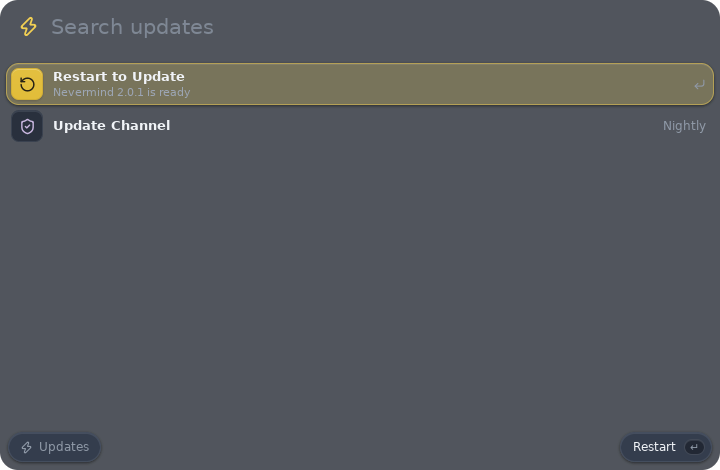 Search updates
Restart to Update
Nevermind 2.0.1 is ready
Update Channel
Nightly
Updates
Restart